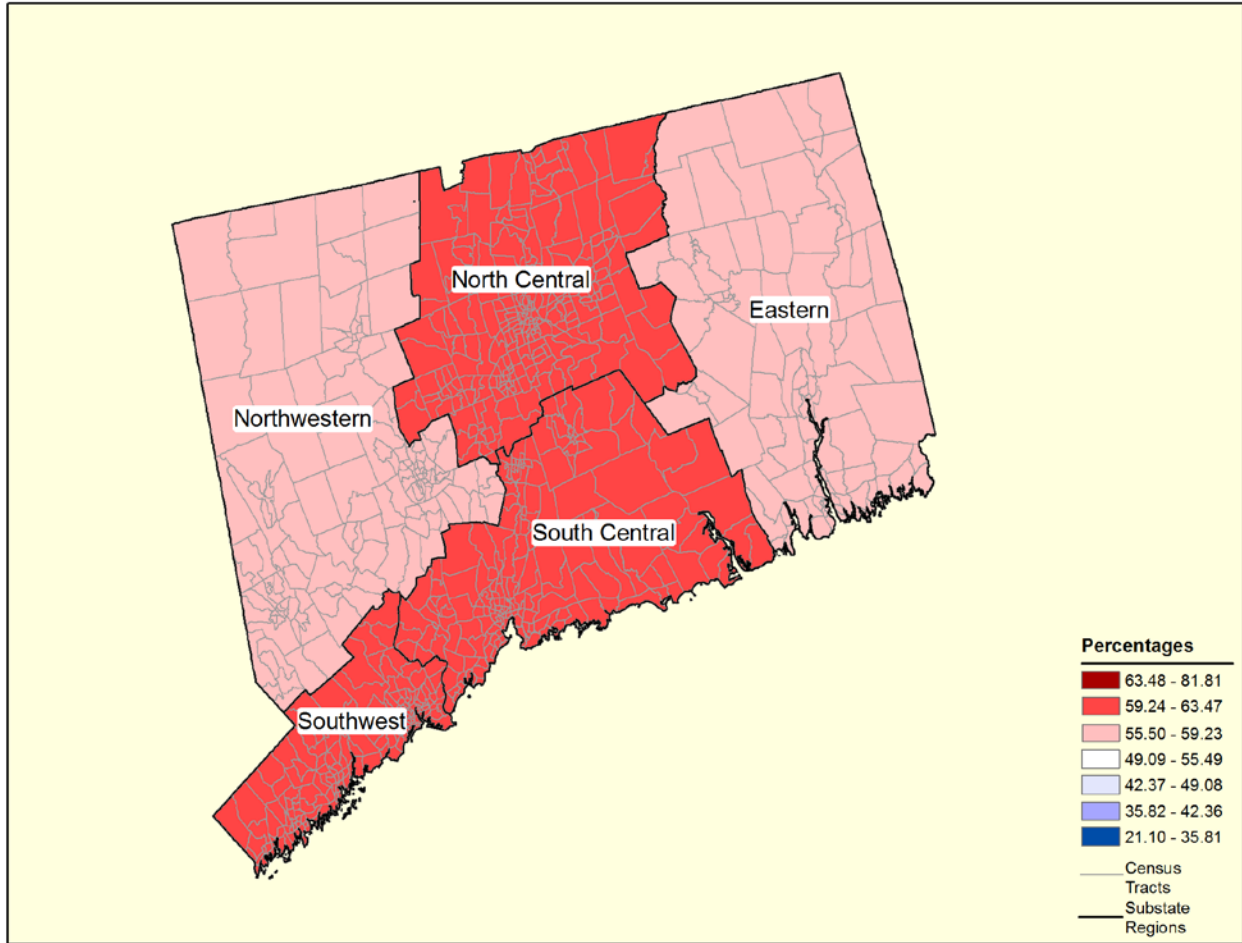 North Central
Eastern
Northwestern
South Central
Southwest
Percentages
63.48 - 81.81
59.24 - 63.47
55.50 - 59.23
49.09 - 55.49
42.37 - 49.08
35.82 - 42.36
21.10 - 35.81
Census
Tracts
Substate
Regions